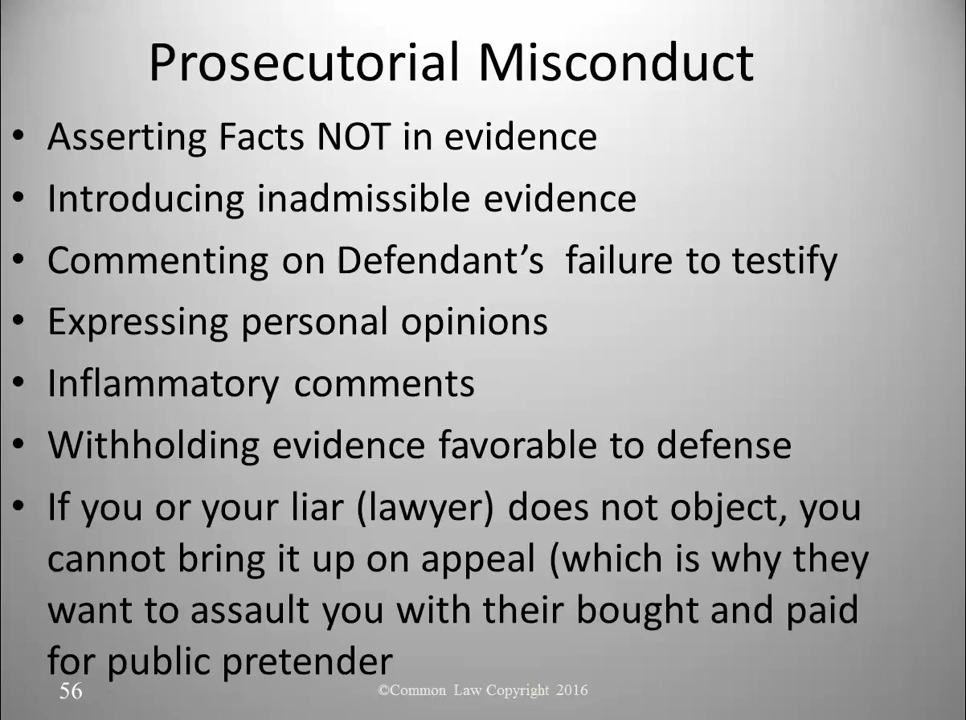 Prosecutorial Misconduct
• Asserting Facts NOT in evidence
• Introducing inadmissible evidence
• Commenting on Defendant’s  failure to testify
• Expressing personal opinions
• Inflammatory comments
• Withholding evidence favorable to defense
• If you or your liar (lawyer) does not object, you
cannot bring it up on appeal (which is why they
want to assault you with their bought and paid
for public pretender
56
©Common Law Copyright 2016